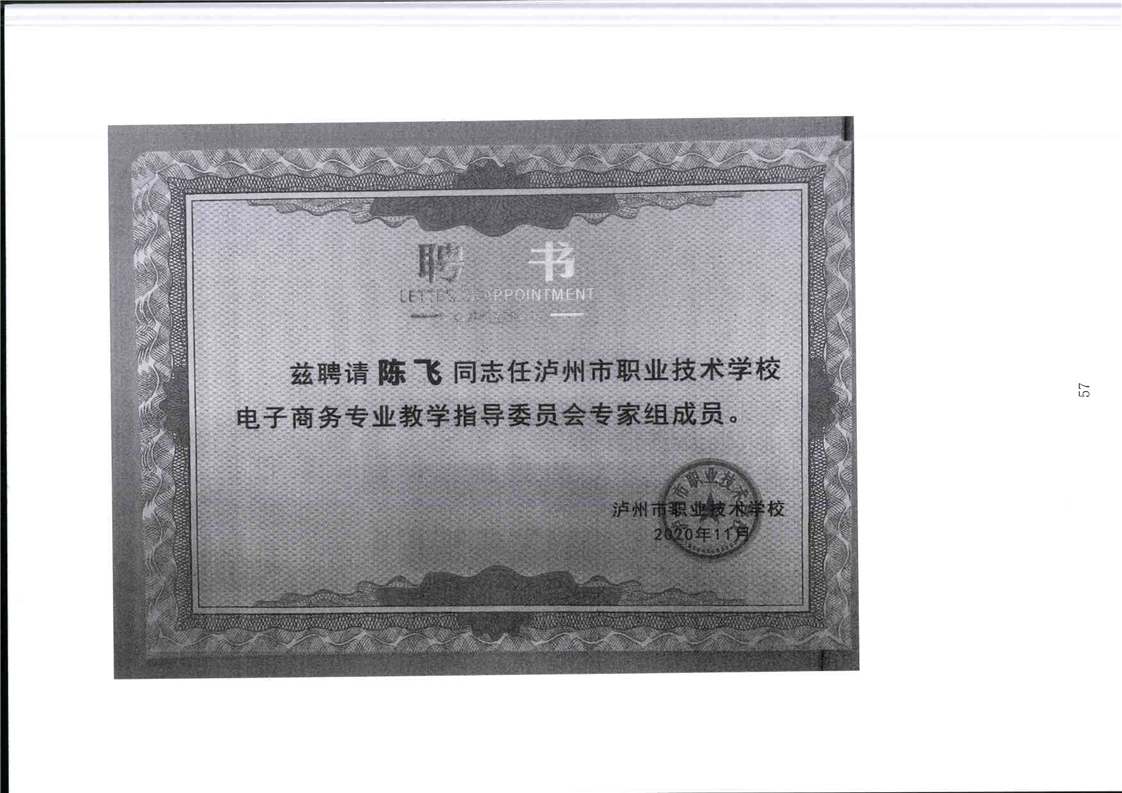 聘 书
LETTER OF APPOINTMENT
兹聘请 陈飞 同志任泸州市职业技术学校
电子商务专业教学指导委员会专家组成员。
泸州市职业技术学校
2020年11月
57